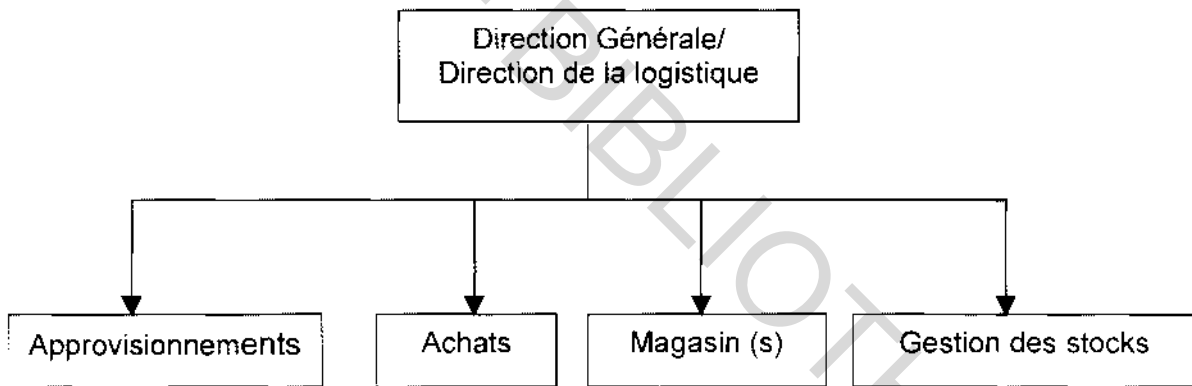 Direction Générale/
Direction de la logistique
Approvisionnements
Achats
Magasin (s)
Gestion des stocks